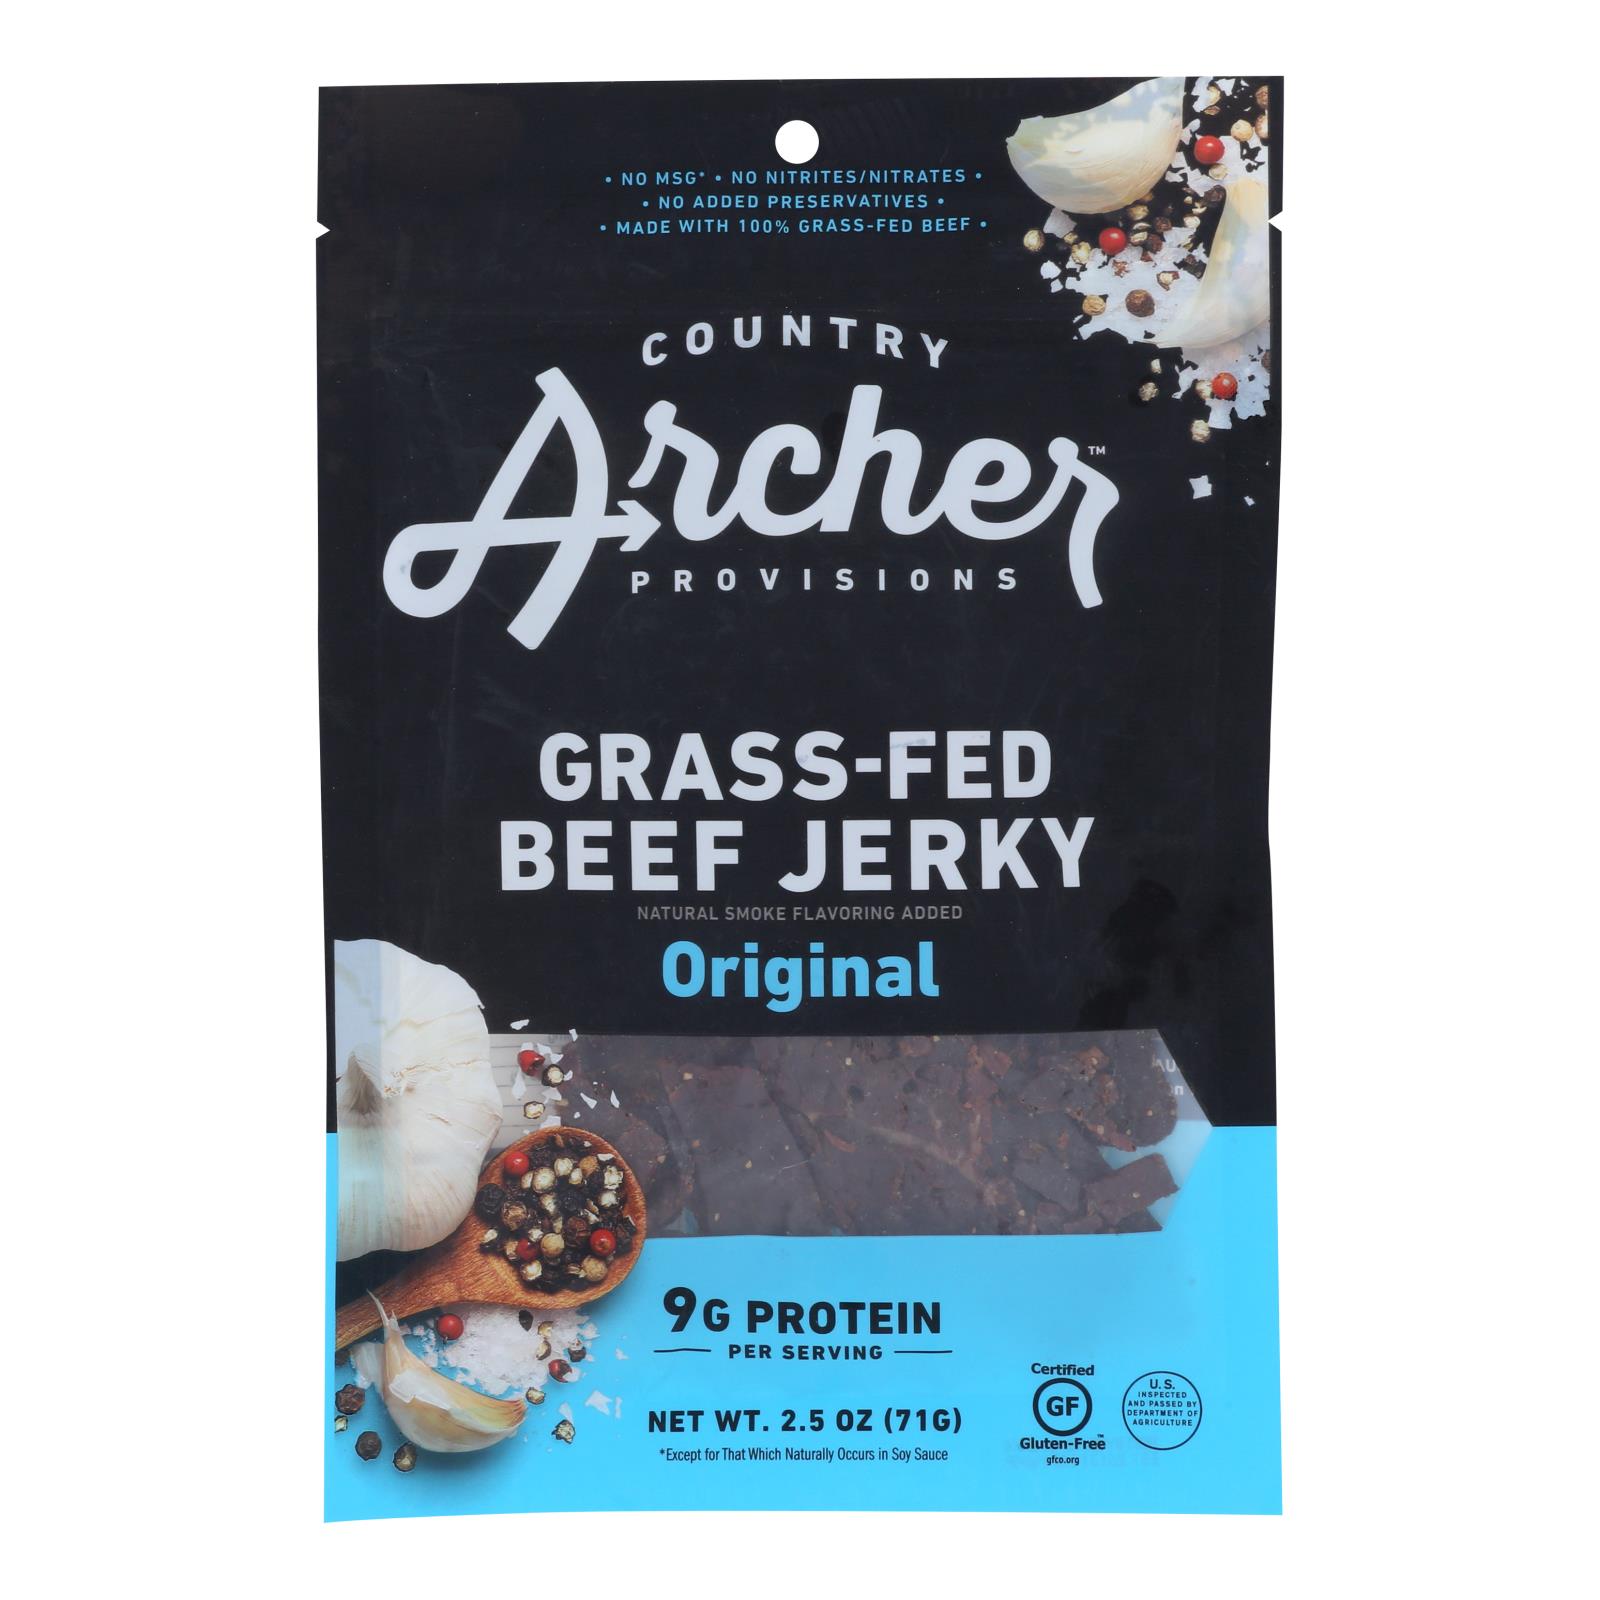 • NO MSG* • NO NITRITES/NITRATES •
• NO ADDED PRESERVATIVES •
• MADE WITH 100% GRASS-FED BEEF •
COUNTRY
Archer™
PROVISIONS
GRASS-FED
BEEF JERKY
NATURAL SMOKE FLAVORING ADDED
Original
9G PROTEIN
PER SERVING
NET WT. 2.5 OZ (71G)
*Except for That Which Naturally Occurs in Soy Sauce
Certified
GF
Gluten-Free™
gfco.org
U.S.
INSPECTED
AND PASSED BY
DEPARTMENT OF
AGRICULTURE